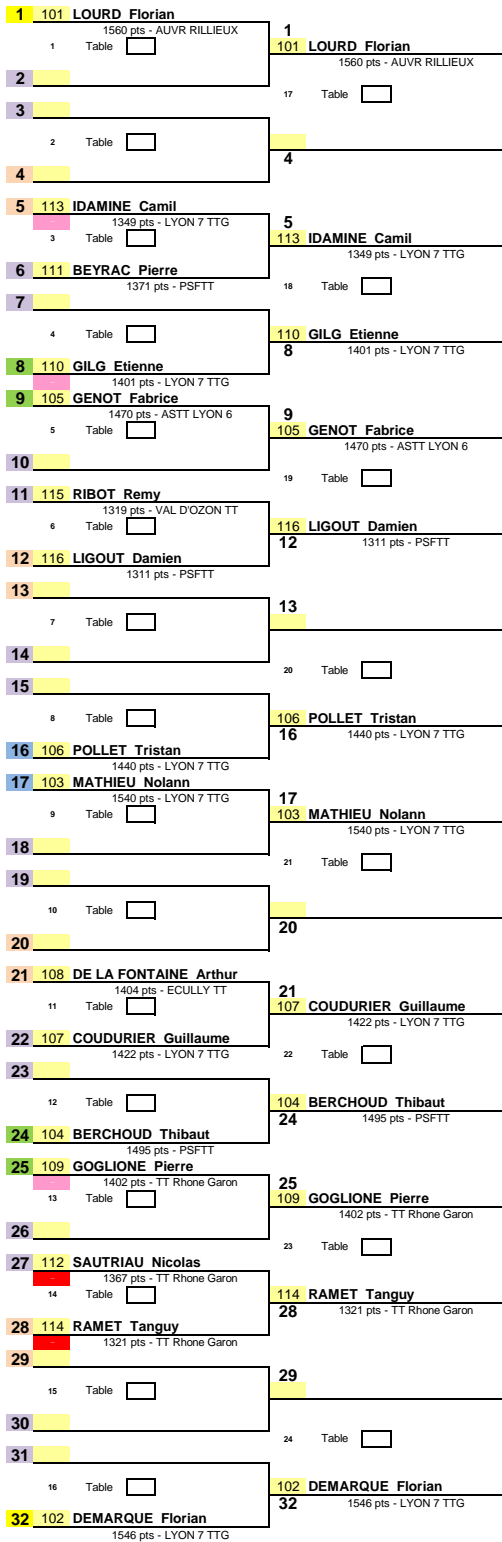 1 101 LOURD Florian
1560 pts - AUVR RILLIEUX
1 Table
2
3
2 Table
4
5 113 IDAMINE Camil
1349 pts - LYON 7 TTG
3 Table
6 111 BEYRAC Pierre
1371 pts - PSFTT
7
4 Table
8 110 GILG Etienne
1401 pts - LYON 7 TTG
9 105 GENOT Fabrice
1470 pts - ASTT LYON 6
5 Table
10
11 115 RIBOT Remy
1319 pts - VAL D'OZON TT
6 Table
12 116 LIGOUT Damien
1311 pts - PSFTT
13
7 Table
14
15
8 Table
16 106 POLLET Tristan
1440 pts - LYON 7 TTG
17 103 MATHIEU Nolann
1540 pts - LYON 7 TTG
9 Table
18
19
10 Table
20
21 108 DE LA FONTAINE Arthur
1404 pts - ECULLY TT
11 Table
22 107 COUDURIER Guillaume
1422 pts - LYON 7 TTG
23
12 Table
24 104 BERCHOUD Thibaut
1495 pts - PSFTT
25 109 GOGLIONE Pierre
1402 pts - TT Rhone Garon
13 Table
26
27 112 SAUTRIAU Nicolas
1367 pts - TT Rhone Garon
14 Table
28 114 RAMET Tanguy
1321 pts - TT Rhone Garon
29
15 Table
30
31
16 Table
32 102 DEMARQUE Florian
1546 pts - LYON 7 TTG
1
101 LOURD Florian
1560 pts - AUVR RILLIEUX
17 Table
4
5
113 IDAMINE Camil
1349 pts - LYON 7 TTG
18 Table
110 GILG Etienne
8 1401 pts - LYON 7 TTG
9
105 GENOT Fabrice
1470 pts - ASTT LYON 6
19 Table
116 LIGOUT Damien
12 1311 pts - PSFTT
13
20 Table
106 POLLET Tristan
16 1440 pts - LYON 7 TTG
17
103 MATHIEU Nolann
1540 pts - LYON 7 TTG
21 Table
20
21
107 COUDURIER Guillaume
1422 pts - LYON 7 TTG
22 Table
104 BERCHOUD Thibaut
24 1495 pts - PSFTT
25
109 GOGLIONE Pierre
1402 pts - TT Rhone Garon
23 Table
114 RAMET Tanguy
28 1321 pts - TT Rhone Garon
29
24 Table
102 DEMARQUE Florian
32 1546 pts - LYON 7 TTG